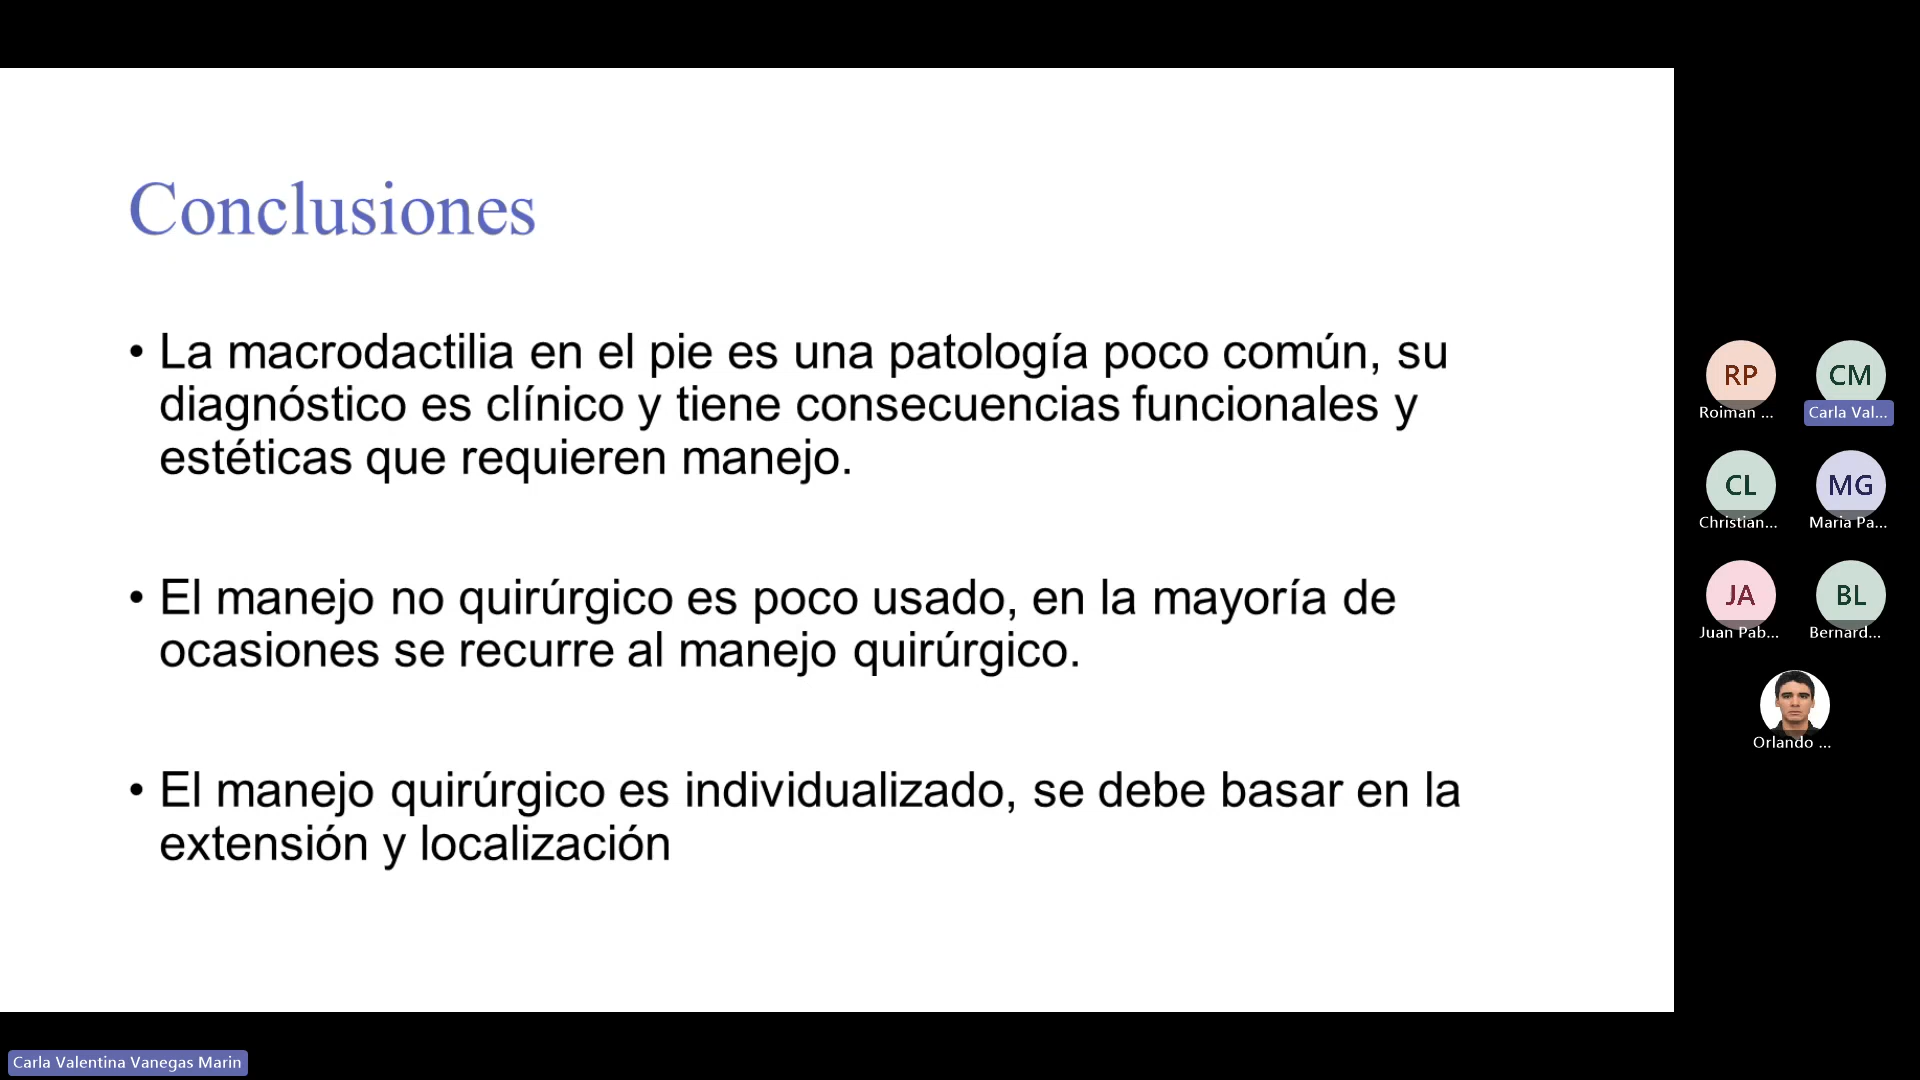 Conclusiones
• La macrodactilia en el pie es una patología poco común, su
diagnóstico es clínico y tiene consecuencias funcionales y
estéticas que requieren manejo.
• El manejo no quirúrgico es poco usado, en la mayoría de
ocasiones se recurre al manejo quirúrgico.
• El manejo quirúrgico es individualizado, se debe basar en la
extensión y localización
RP
Roiman ...
CM
Carla Val...
CL
Christian...
MG
Maria Pa...
JA
Juan Pab...
BL
Bernard...
Orlando ...
Carla Valentina Vanegas Marin